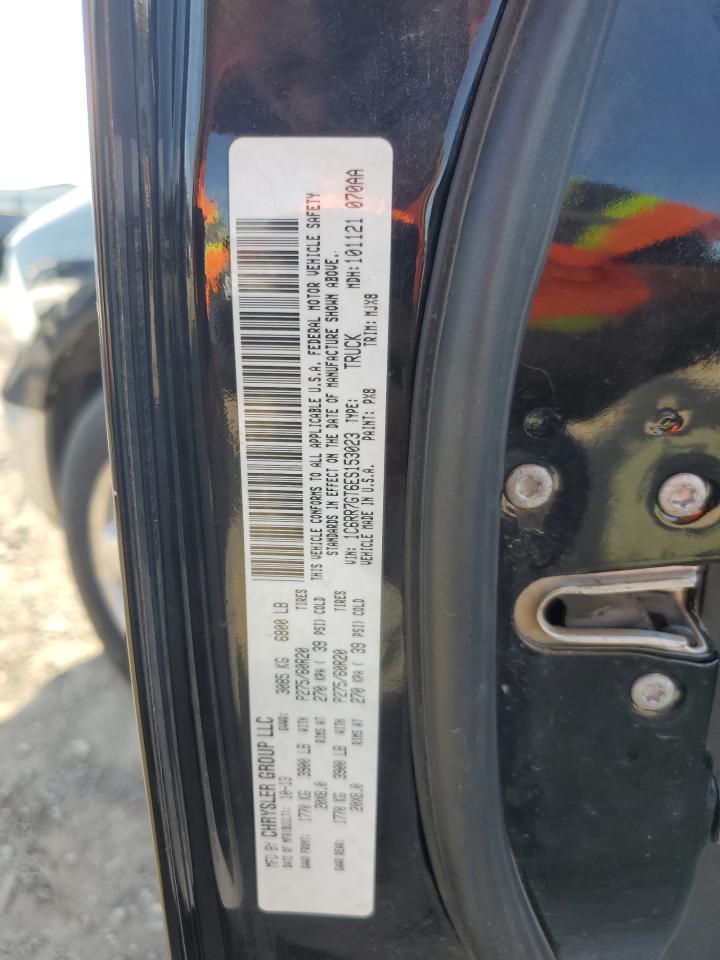 MFD BY CHRYSLER GROUP LLC
DATE OF MFR(BUILT): 10-13 GVWR: 3085 KG 6800 LB
GAWR FRONT: 1770 KG 3900 LB WITH P275/60R20 TIRES
20X8.0 RIMS AT 270 KPA ( 39 PSI) COLD
GAWR REAR: 1770 KG 3900 LB WITH P275/60R20 TIRES
20X8.0 RIMS AT 270 KPA ( 39 PSI) COLD
THIS VEHICLE CONFORMS TO ALL APPLICABLE U.S.A. FEDERAL MOTOR VEHICLE SAFETY
STANDARDS IN EFFECT ON THE DATE OF MANUFACTURE SHOWN ABOVE.
VIN: 1C6RR7GT6ES153023 TYPE: TRUCK MDH: 101121 070AA
VEHICLE MADE IN U.S.A. PAINT: PX8 TRIM: MJX8